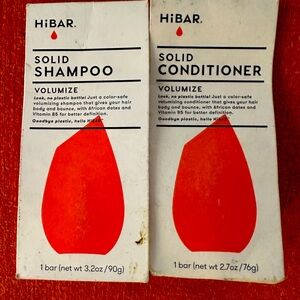 HiBAR.
SOLID
SHAMPOO
VOLUMIZE
Look, no plastic bottle! Just a color-safe
volumizing shampoo that gives your hair
body and bounce, with African dates and
Vitamin B5 for better definition.
Goodbye plastic, hello
1 bar (net wt 3.2oz/90g)
HiBAR.
SOLID
CONDITIONER
VOLUMIZE
Look, no plastic bottle! Just a color-safe
volumizing conditioner that gives your hair
body and bounce, with African dates and
Vitamin B5 for better definition.
Goodbye plastic, hello
1 bar (net wt 2.7oz/76g)